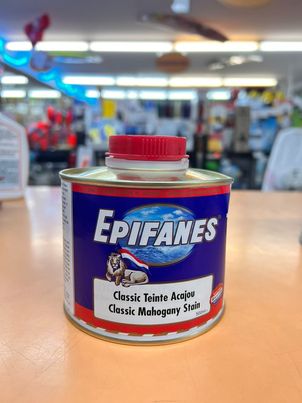 EPIFANES®
Classic Teinte Acajou
Classic Mahogany Stain